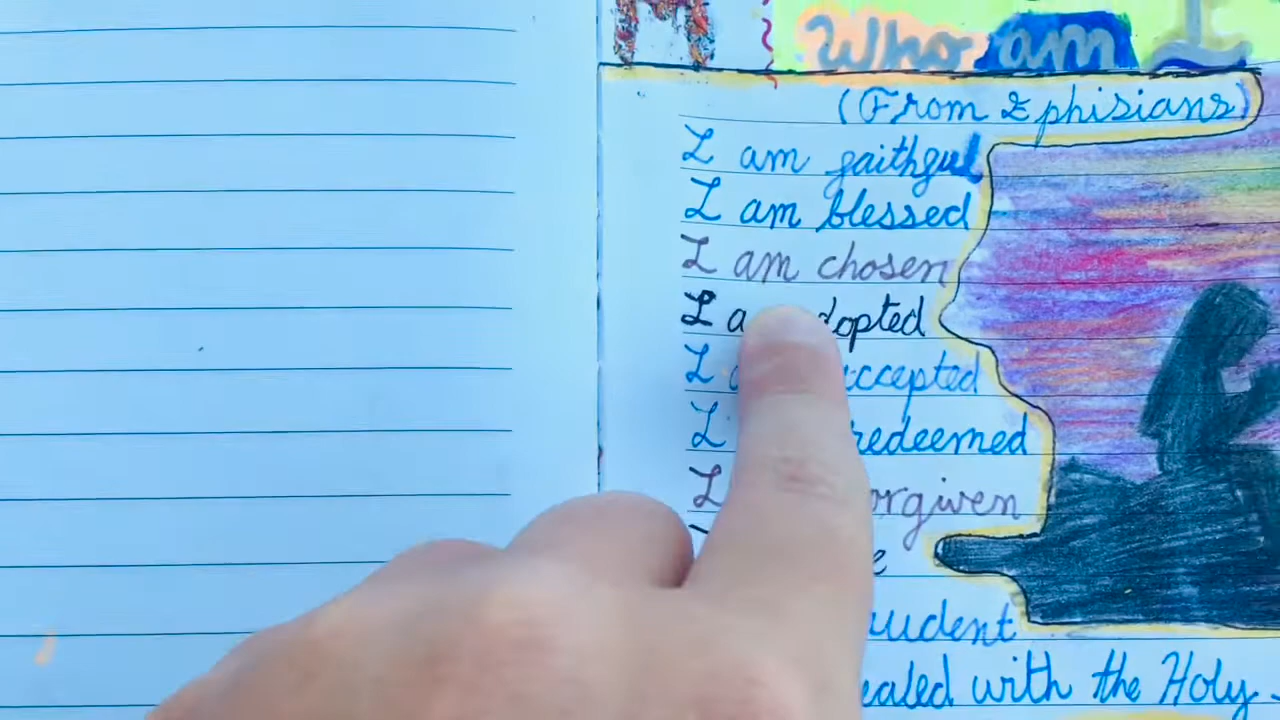 Who am I
(From Ephisians)
I am faithful
I am blessed
I am chosen
I a dopted
I ccepted
I redeemed
I orgiven
e
udent
ealed with the Holy